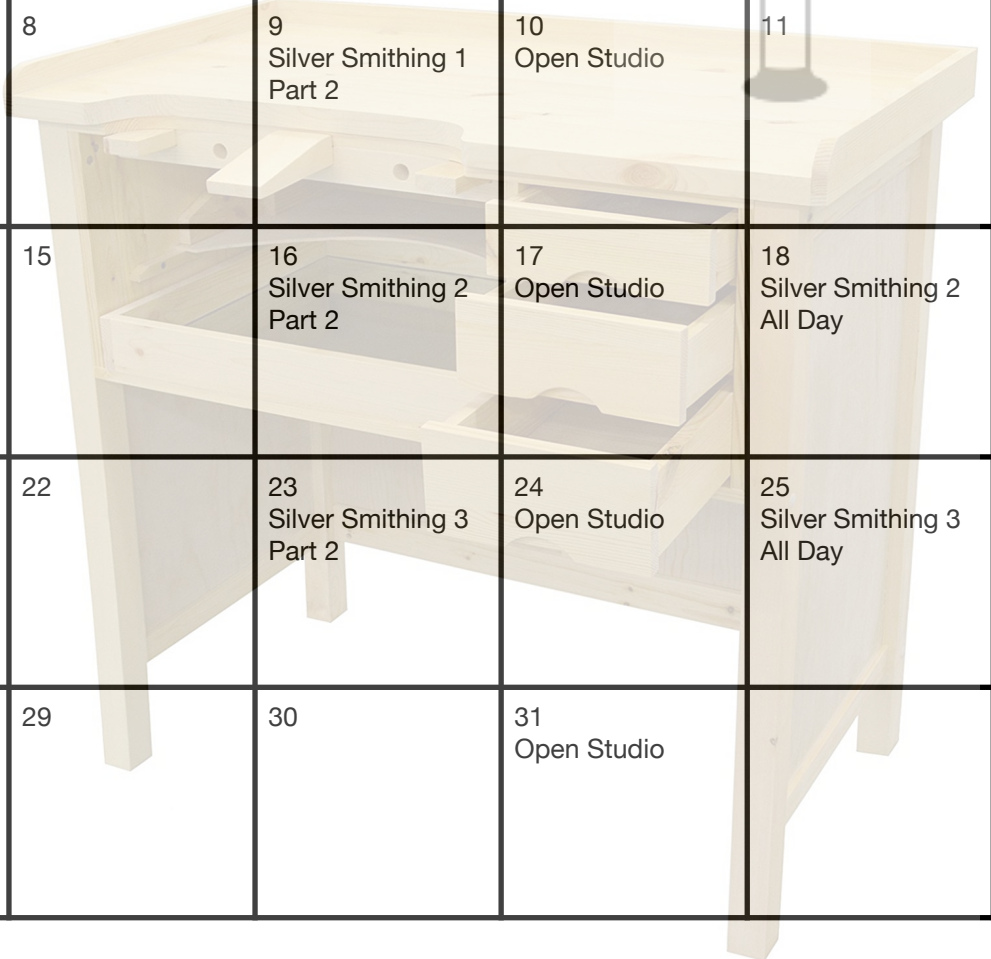 8
9
Silver Smithing 1
Part 2
10
Open Studio
11
15
16
Silver Smithing 2
Part 2
17
Open Studio
18
Silver Smithing 2
All Day
22
23
Silver Smithing 3
Part 2
24
Open Studio
25
Silver Smithing 3
All Day
29
30
31
Open Studio